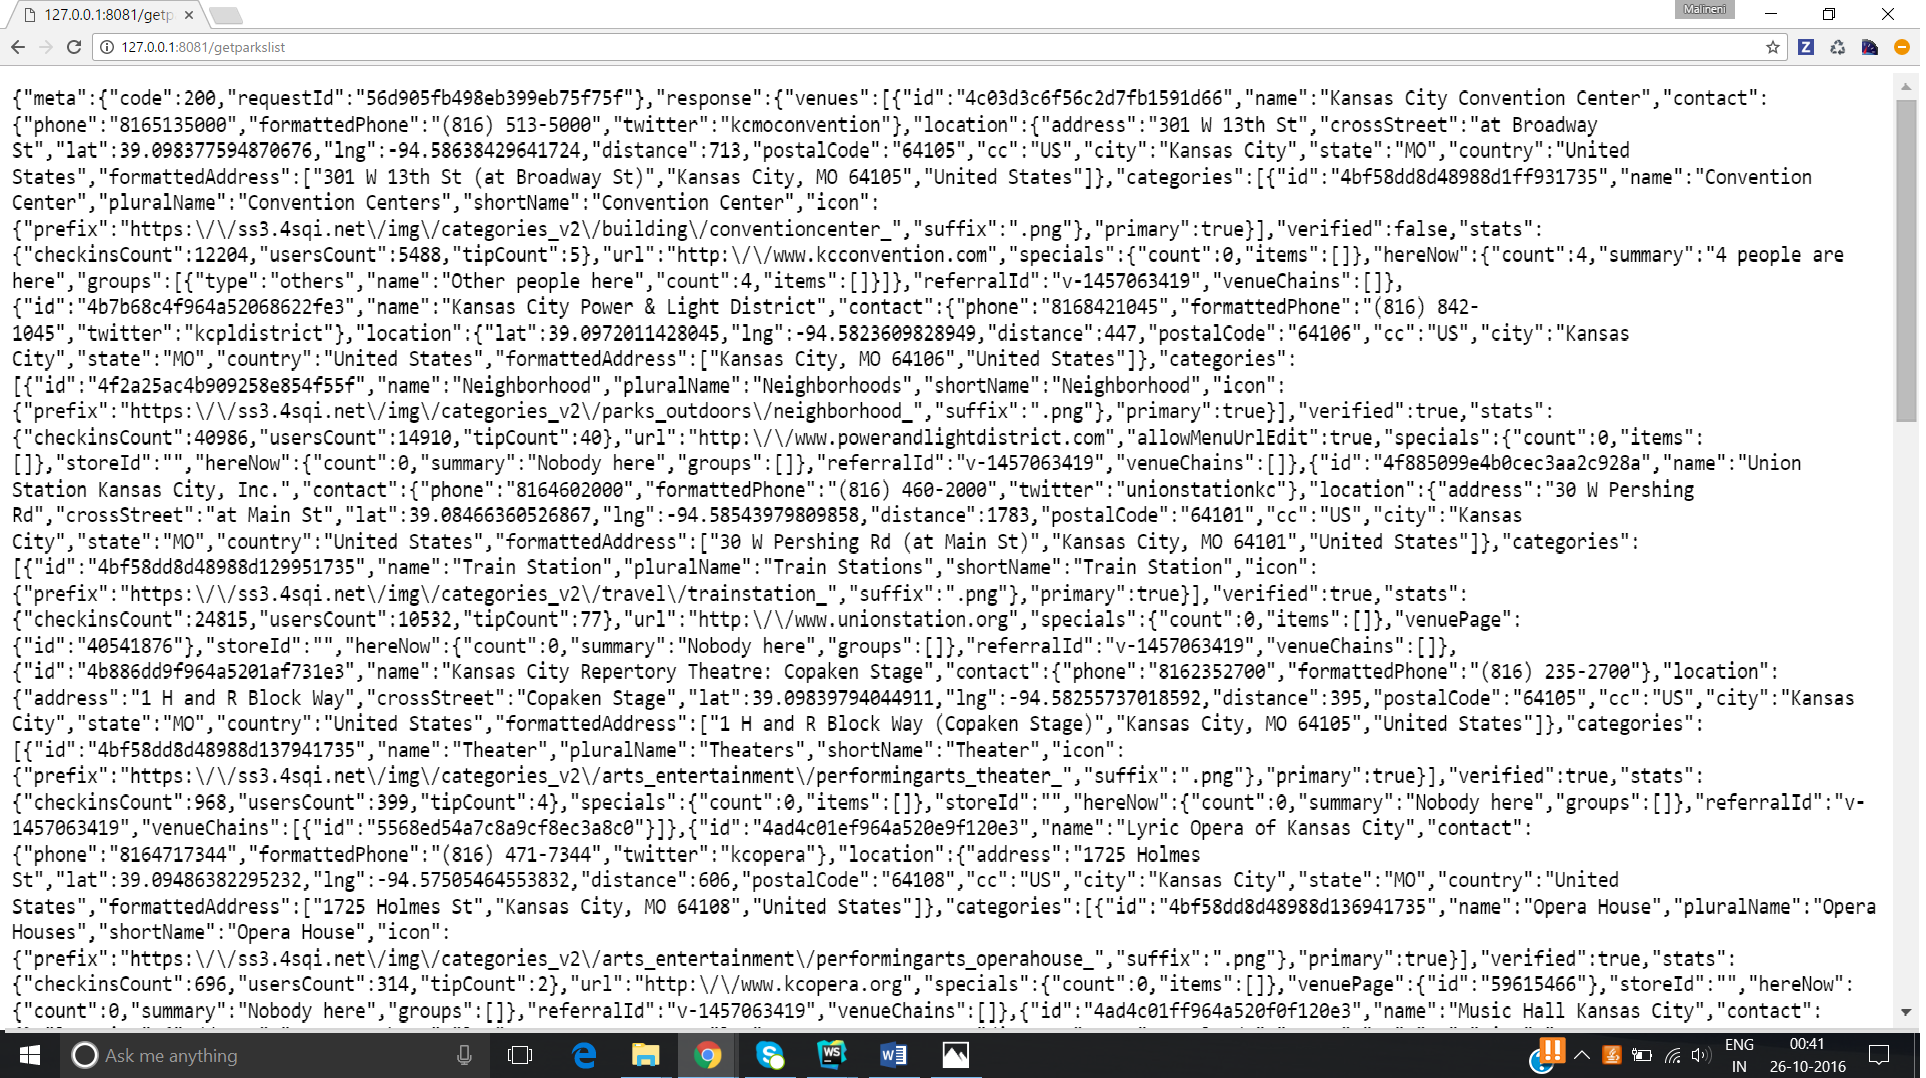 127.0.0.1:8081/getp
Malineni
127.0.0.1:8081/getparkslist
{"meta":{"code":200,"requestId":"56d905fb498eb399eb75f75f"},"response":{"venues":[{"id":"4c03d3c6f56c2d7fb1591d66","name":"Kansas City Convention Center","contact":
{"phone":"8165135000","formattedPhone":"(816) 513-5000","twitter":"kcmoconvention"},"location":{"address":"301 W 13th St","crossStreet":"at Broadway
St","lat":39.098377594870676,"lng":-94.58638429641724,"distance":713,"postalCode":"64105","cc":"US","city":"Kansas City","state":"MO","country":"United
States","formattedAddress":["301 W 13th St (at Broadway St)","Kansas City, MO 64105","United States"]},"categories":[{"id":"4bf58dd8d48988d1ff931735","name":"Convention
Center","pluralName":"Convention Centers","shortName":"Convention Center","icon":
{"prefix":"https:\/\/ss3.4sqi.net\/img\/categories_v2\/building\/conventioncenter_","suffix":".png"},"primary":true}],"verified":false,"stats":
{"checkinsCount":12204,"usersCount":5488,"tipCount":5},"url":"http:\/\/www.kcconvention.com","specials":{"count":0,"items":[]},"hereNow":{"count":4,"summary":"4 people are
here","groups":[{"type":"others","name":"Other people here","count":4,"items":[]}]},"referralId":"v-1457063419","venueChains":[]},
{"id":"4b7b68c4f964a52068622fe3","name":"Kansas City Power & Light District","contact":{"phone":"8168421045","formattedPhone":"(816) 842-
1045","twitter":"kcpldistrict"},"location":{"lat":39.0972011428045,"lng":-94.5823609828949,"distance":447,"postalCode":"64106","cc":"US","city":"Kansas
City","state":"MO","country":"United States","formattedAddress":["Kansas City, MO 64106","United States"]},"categories":
[{"id":"4f2a25ac4b909258e854f55f","name":"Neighborhood","pluralName":"Neighborhoods","shortName":"Neighborhood","icon":
{"prefix":"https:\/\/ss3.4sqi.net\/img\/categories_v2\/parks_outdoors\/neighborhood_","suffix":".png"},"primary":true}],"verified":true,"stats":
{"checkinsCount":40986,"usersCount":14910,"tipCount":40},"url":"http:\/\/www.powerandlightdistrict.com","allowMenuUrlEdit":true,"specials":{"count":0,"items":
[]},"storeId":"","hereNow":{"count":0,"summary":"Nobody here","groups":[]},"referralId":"v-1457063419","venueChains":[]},{"id":"4f885099e4b0cec3aa2c928a","name":"Union
Station Kansas City, Inc.","contact":{"phone":"8164602000","formattedPhone":"(816) 460-2000","twitter":"unionstationkc"},"location":{"address":"30 W Pershing
Rd","crossStreet":"at Main St","lat":39.08466360526867,"lng":-94.58543979809858,"distance":1783,"postalCode":"64101","cc":"US","city":"Kansas
City","state":"MO","country":"United States","formattedAddress":["30 W Pershing Rd (at Main St)","Kansas City, MO 64101","United States"]},"categories":
[{"id":"4bf58dd8d48988d129951735","name":"Train Station","pluralName":"Train Stations","shortName":"Train Station","icon":
{"prefix":"https:\/\/ss3.4sqi.net\/img\/categories_v2\/travel\/trainstation_","suffix":".png"},"primary":true}],"verified":true,"stats":
{"checkinsCount":24815,"usersCount":10532,"tipCount":77},"url":"http:\/\/www.unionstation.org","specials":{"count":0,"items":[]},"venuePage":
{"id":"40541876"},"storeId":"","hereNow":{"count":0,"summary":"Nobody here","groups":[]},"referralId":"v-1457063419","venueChains":[]},
{"id":"4b886dd9f964a5201af731e3","name":"Kansas City Repertory Theatre: Copaken Stage","contact":{"phone":"8162352700","formattedPhone":"(816) 235-2700"},"location":
{"address":"1 H and R Block Way","crossStreet":"Copaken Stage","lat":39.09839794044911,"lng":-94.58255737018592,"distance":395,"postalCode":"64105","cc":"US","city":"Kansas
City","state":"MO","country":"United States","formattedAddress":["1 H and R Block Way (Copaken Stage)","Kansas City, MO 64105","United States"]},"categories":
[{"id":"4bf58dd8d48988d137941735","name":"Theater","pluralName":"Theaters","shortName":"Theater","icon":
{"prefix":"https:\/\/ss3.4sqi.net\/img\/categories_v2\/arts_entertainment\/performingarts_theater_","suffix":".png"},"primary":true}],"verified":true,"stats":
{"checkinsCount":968,"usersCount":399,"tipCount":4},"specials":{"count":0,"items":[]},"storeId":"","hereNow":{"count":0,"summary":"Nobody here","groups":[]},"referralId":"v-
1457063419","venueChains":[{"id":"5568ed54a7c8a9cf8ec3a8c0"}]},{"id":"4ad4c01ef964a520e9f120e3","name":"Lyric Opera of Kansas City","contact":
{"phone":"8164717344","formattedPhone":"(816) 471-7344","twitter":"kcopera"},"location":{"address":"1725 Holmes
St","lat":39.09486382295232,"lng":-94.57505464553832,"distance":606,"postalCode":"64108","cc":"US","city":"Kansas City","state":"MO","country":"United
States","formattedAddress":["1725 Holmes St","Kansas City, MO 64108","United States"]},"categories":[{"id":"4bf58dd8d48988d136941735","name":"Opera House","pluralName":"Opera
Houses","shortName":"Opera House","icon":
{"prefix":"https:\/\/ss3.4sqi.net\/img\/categories_v2\/arts_entertainment\/performingarts_operahouse_","suffix":".png"},"primary":true}],"verified":true,"stats":
{"checkinsCount":696,"usersCount":314,"tipCount":2},"url":"http:\/\/www.kcopera.org","specials":{"count":0,"items":[]},"venuePage":{"id":"59615466"},"storeId":"","hereNow":
{"count":0,"summary":"Nobody here","groups":[]},"referralId":"v-1457063419","venueChains":[]},{"id":"4ad4c01ff964a520f0f120e3","name":"Music Hall Kansas City","contact":
Ask me anything
ENG
IN
00:41
26-10-2016